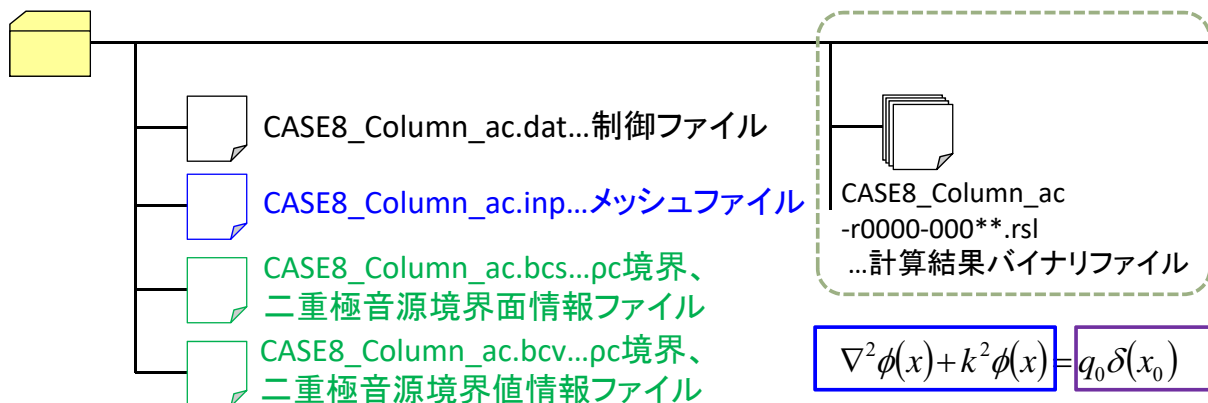 CASE8_Column_ac.dat…制御ファイル
CASE8_Column_ac.inp…メッシュファイル
CASE8_Column_ac.bcs…ρc境界、
二重極音源境界面情報ファイル
CASE8_Column_ac.bcv…ρc境界、
二重極音源境界値情報ファイル
CASE8_Column_ac
-r0000-000**.rsl
…計算結果バイナリファイル
∇²ϕ(x)+k²ϕ(x)=q₀δ(x₀)